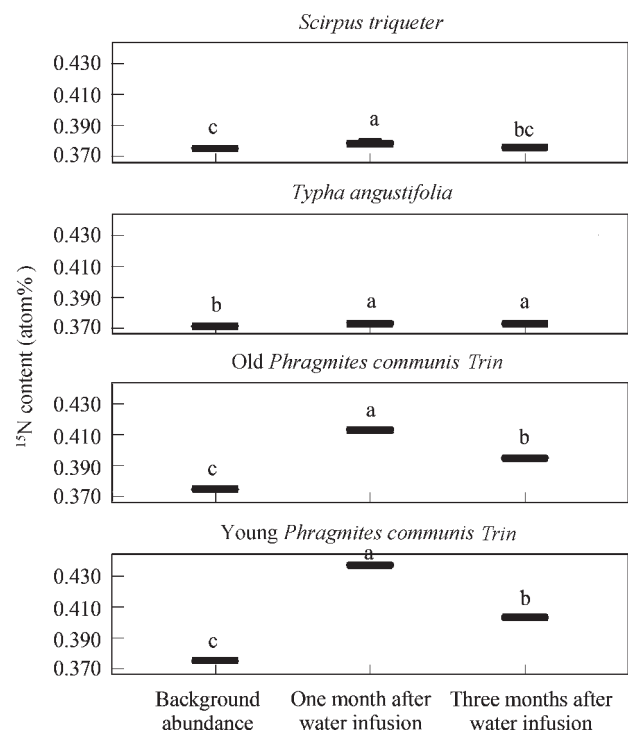 Scirpus triqueter
0.430
0.410
0.390
0.370
c
a
bc
Typha angustifolia
0.430
0.410
0.390
0.370
b
a
a
Old Phragmites communis Trin
0.430
0.410
0.390
0.370
c
a
b
Young Phragmites communis Trin
0.430
0.410
0.390
0.370
c
a
b
¹⁵N content (atom%)
Background
abundance
One month after
water infusion
Three months after
water infusion